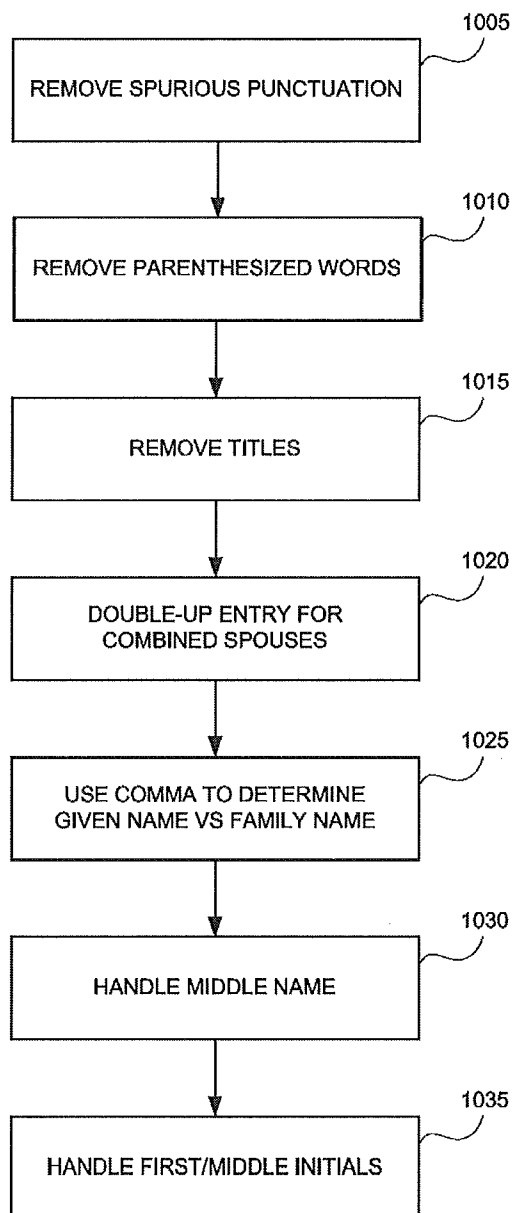 1005
REMOVE SPURIOUS PUNCTUATION
1010
REMOVE PARENTHESIZED WORDS
1015
REMOVE TITLES
1020
DOUBLE-UP ENTRY FOR
COMBINED SPOUSES
1025
USE COMMA TO DETERMINE
GIVEN NAME VS FAMILY NAME
1030
HANDLE MIDDLE NAME
1035
HANDLE FIRST/MIDDLE INITIALS